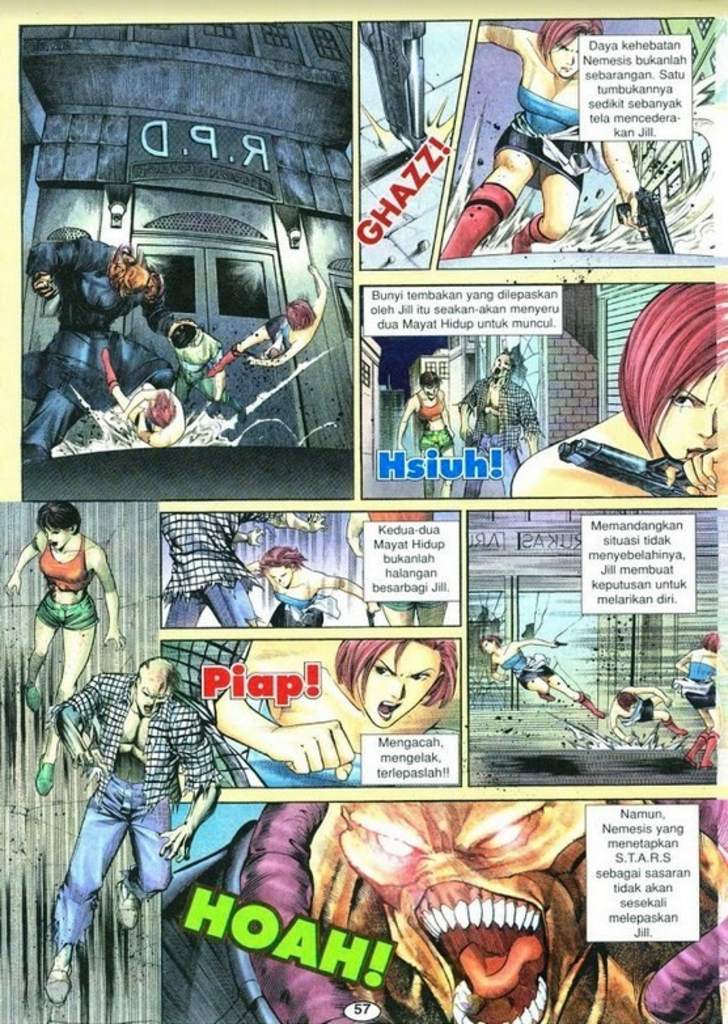 R.P.D
GHAZZ!
Daya kehebatan
Nemesis bukanlah
sebarangan. Satu
tumbukannya
sedikit sebanyak
tela mencedera-
kan Jill.
Bunyi tembakan yang dilepaskan
oleh Jill itu seakan-akan menyeru
dua Mayat Hidup untuk muncul.
Hsiuh!
Kedua-dua
Mayat Hidup
bukanlah
halangan
besarbagi Jill.
Memandangkan
situasi tidak
menyebelahinya,
Jill membuat
keputusan untuk
melarikan diri.
Piap!
Mengacah,
mengelak,
terlepaslah!!
HOAH!
Namun,
Nemesis yang
menetapkan
S.T.A.R.S
sebagai sasaran
tidak akan
sesekali
melepaskan
Jill.
57